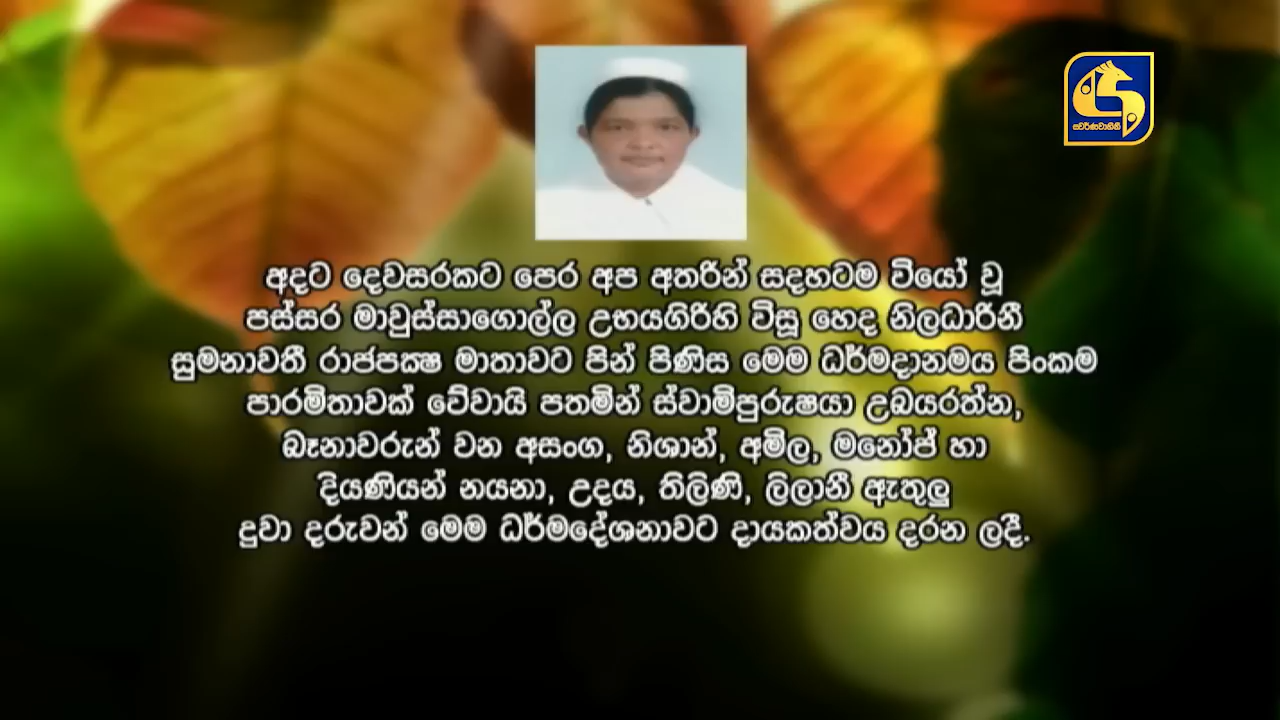 ස්වර්ණවාහිනී
අදට දෙවසරකට පෙර අප අතරින් සදහටම වියෝ වූ
පස්සර මාවුස්සාගොල්ල උභයගිරිහි විසූ හෙද නිලධාරිනී
සුමනාවතී රාජපක්ෂ මාතාවට පින් පිණිස මෙම ධර්මදානමය පිංකම
පාරමිතාවක් වේවායි පතමින් ස්වාමිපුරුෂයා උබයරත්න,
බෑනාවරුන් වන අසංග, නිශාන්, අමිල, මනෝජ් හා
දියණියන් නයනා, උදය, තිලිණි, ලිලානී ඇතුලු
දූවා දරුවන් මෙම ධර්මදේශනාවට දායකත්වය දරන ලදී.